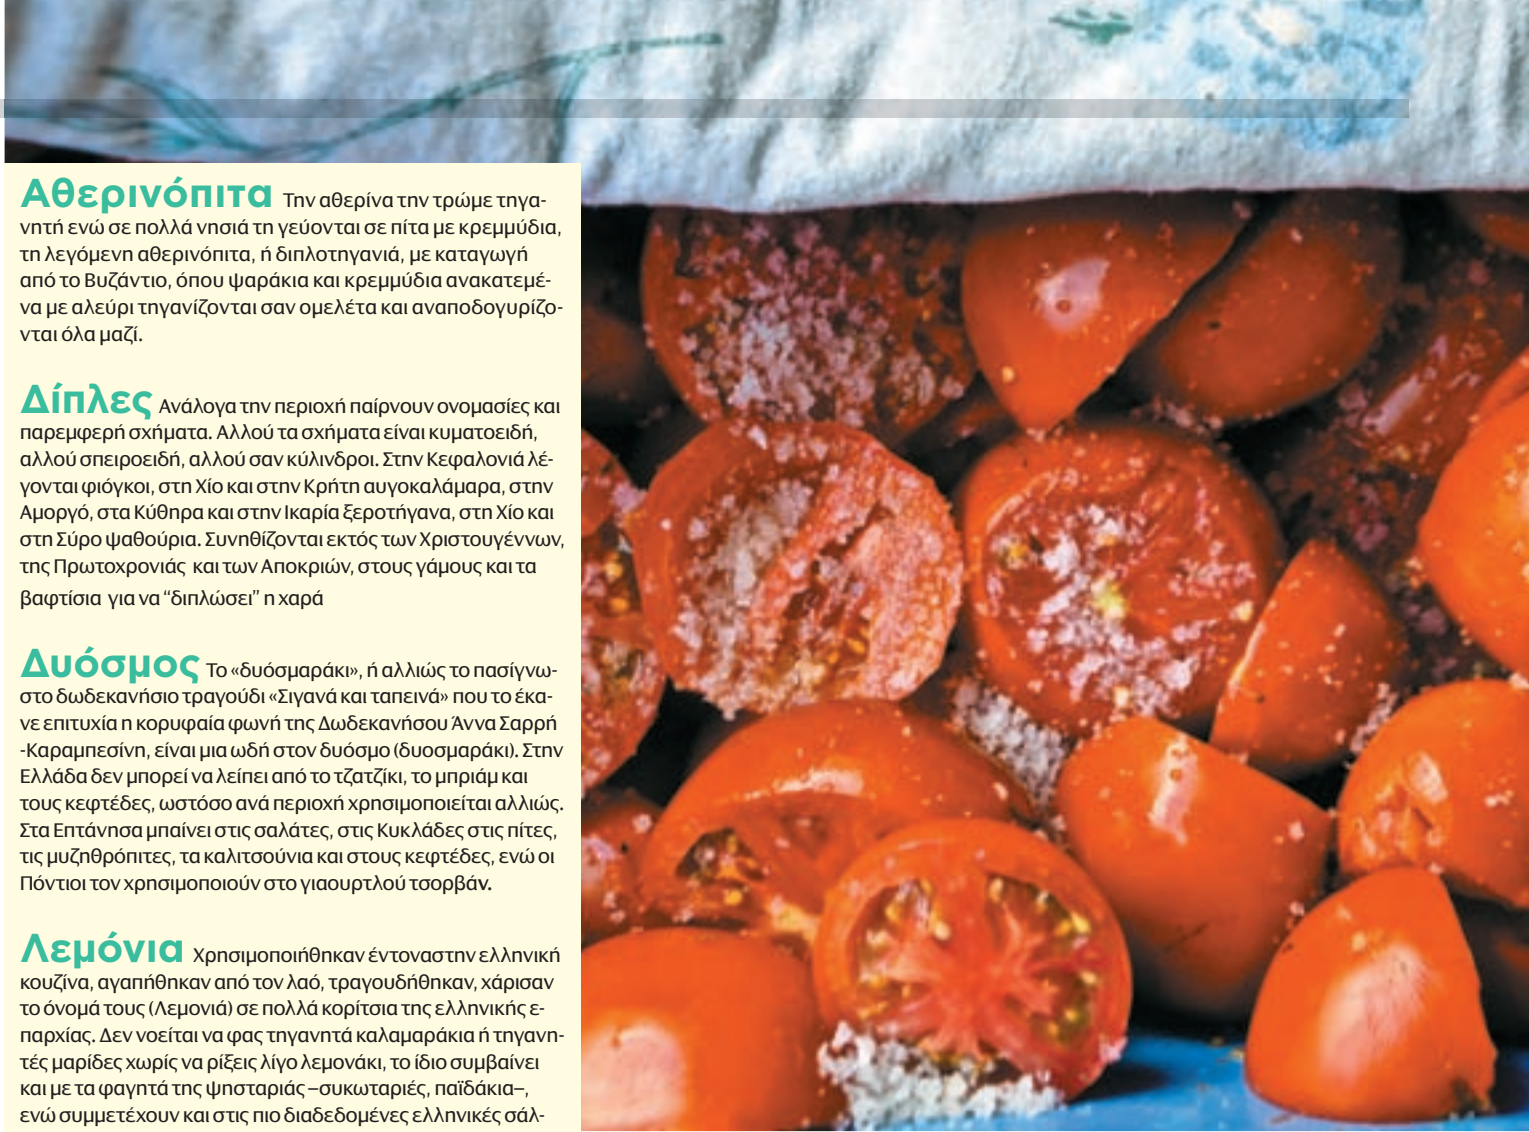 Αθερινόπιτα Την αθερίνα την τρώμε τηγα-
νητή ενώ σε πολλά νησιά τη γεύονται σε πίτα με κρεμμύδια,
τη λεγόμενη αθερινόπιτα, ή διπλοτηγανιά, με καταγωγή
από το Βυζάντιο, όπου ψαράκια και κρεμμύδια ανακατεμέ-
να με αλεύρι τηγανίζονται σαν ομελέτα και αναποδογυρίζο-
νται όλα μαζί.
Δίπλες Ανάλογα την περιοχή παίρνουν ονομασίες και
παρεμφερή σχήματα. Αλλού τα σχήματα είναι κυματοειδή,
αλλού σπειροειδή, αλλού σαν κύλινδροι. Στην Κεφαλονιά λέ-
γονται φιόγκοι, στη Χίο και στην Κρήτη αυγοκαλάμαρα, στην
Αμοργό, στα Κύθηρα και στην Ικαρία ξεροτήγανα, στη Χίο και
στη Σύρο ψαθούρια. Συνηθίζονται εκτός των Χριστουγέννων,
της Πρωτοχρονιάς και των Αποκριών, στους γάμους και τα
βαφτίσια για να “διπλώσει” η χαρά
Δυόσμος Το «δυόσμαράκι», ή αλλιώς το πασίγνω-
στο δωδεκανήσιο τραγούδι «Σιγανά και ταπεινά» που το έκα-
νε επιτυχία η κορυφαία φωνή της Δωδεκανήσου Άννα Σαρρή
-Καραμπεσίνη, είναι μια ωδή στον δυόσμο (δυοσμαράκι). Στην
Ελλάδα δεν μπορεί να λείπει από το τζατζίκι, το μπριάμ και
τους κεφτέδες, ωστόσο ανά περιοχή χρησιμοποιείται αλλιώς.
Στα Επτάνησα μπαίνει στις σαλάτες, στις Κυκλάδες στις πίτες,
τις μυζηθρόπιτες, τα καλιτσούνια και στους κεφτέδες, ενώ οι
Πόντιοι τον χρησιμοποιούν στο γιαουρτλού τσορβάν.
Λεμόνια Χρησιμοποιήθηκαν έντοναστην ελληνική
κουζίνα, αγαπήθηκαν από τον λαό, τραγουδήθηκαν, χάρισαν
το όνομά τους (Λεμονιά) σε πολλά κορίτσια της ελληνικής ε-
παρχίας. Δεν νοείται να φας τηγανητά καλαμαράκια ή τηγανη-
τές μαρίδες χωρίς να ρίξεις λίγο λεμονάκι, το ίδιο συμβαίνει
και με τα φαγητά της ψησταριάς –συκωταριές, παϊδάκια–,
ενώ συμμετέχουν και στις πιο διαδεδομένες ελληνικές σάλ-